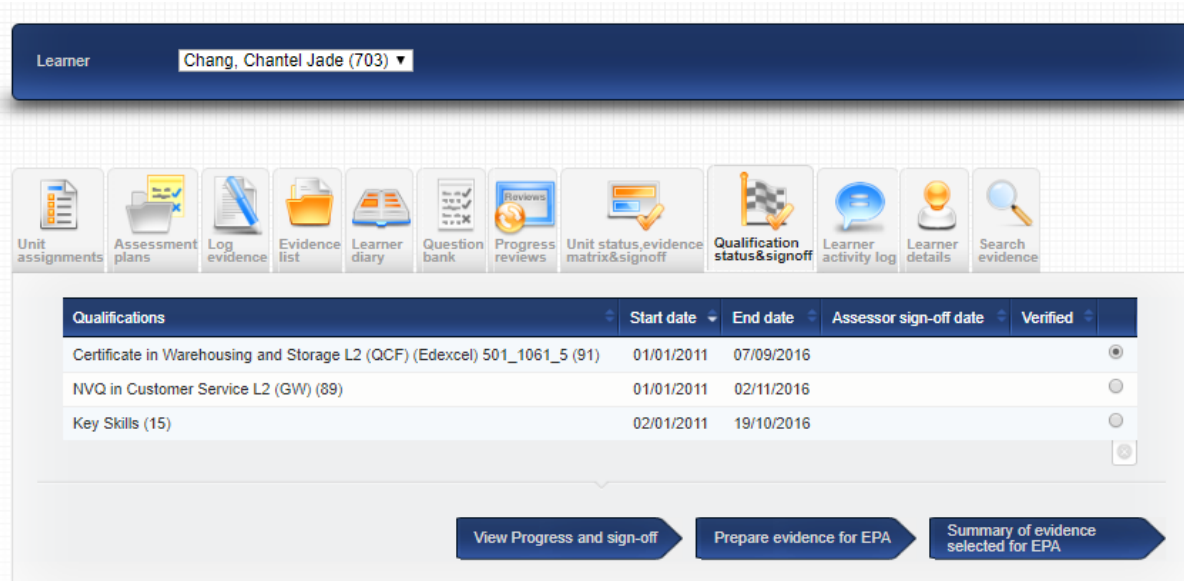 Learner
Chang, Chantel Jade (703)
Unit assignments
Assessment plans
Log evidence
Evidence list
Learner diary
Question bank
Reviews
Progress reviews
Unit status,evidence matrix&signoff
Qualification status&signoff
Learner activity log
Learner details
Search evidence
Qualifications Start date End date Assessor sign-off date Verified
Certificate in Warehousing and Storage L2 (QCF) (Edexcel) 501_1061_5 (91) 01/01/2011 07/09/2016
NVQ in Customer Service L2 (GW) (89) 01/01/2011 02/11/2016
Key Skills (15) 02/01/2011 19/10/2016
View Progress and sign-off
Prepare evidence for EPA
Summary of evidence
selected for EPA